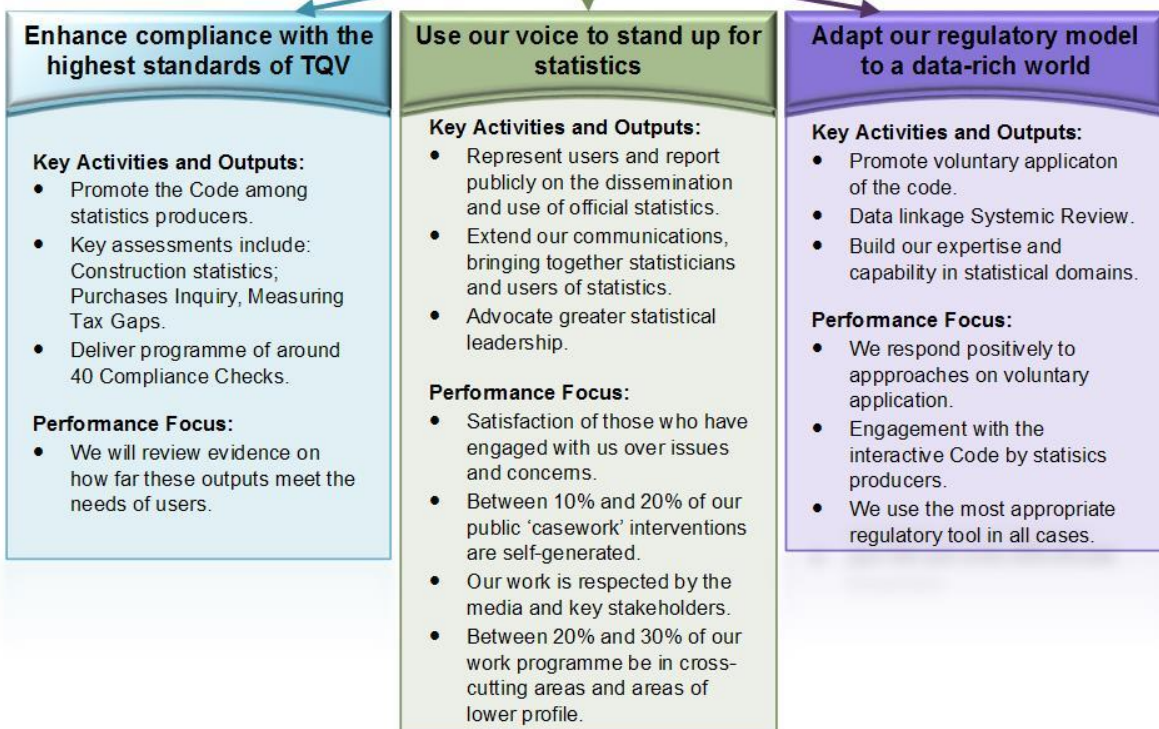 Enhance compliance with the
highest standards of TQV
Key Activities and Outputs:
• Promote the Code among
statistics producers.
• Key assessments include:
Construction statistics;
Purchases Inquiry, Measuring
Tax Gaps.
• Deliver programme of around
40 Compliance Checks.
Performance Focus:
• We will review evidence on
how far these outputs meet the
needs of users.
Use our voice to stand up for
statistics
Key Activities and Outputs:
• Represent users and report
publicly on the dissemination
and use of official statistics.
• Extend our communications,
bringing together statisticians
and users of statistics.
• Advocate greater statistical
leadership.
Performance Focus:
• Satisfaction of those who have
engaged with us over issues
and concerns.
• Between 10% and 20% of our
public ‘casework’ interventions
are self-generated.
• Our work is respected by the
media and key stakeholders.
• Between 20% and 30% of our
work programme be in cross-
cutting areas and areas of
lower profile.
Adapt our regulatory model
to a data-rich world
Key Activities and Outputs:
• Promote voluntary applicaton
of the code.
• Data linkage Systemic Review.
• Build our expertise and
capability in statistical domains.
Performance Focus:
• We respond positively to
appproaches on voluntary
application.
• Engagement with the
interactive Code by statisics
producers.
• We use the most appropriate
regulatory tool in all cases.